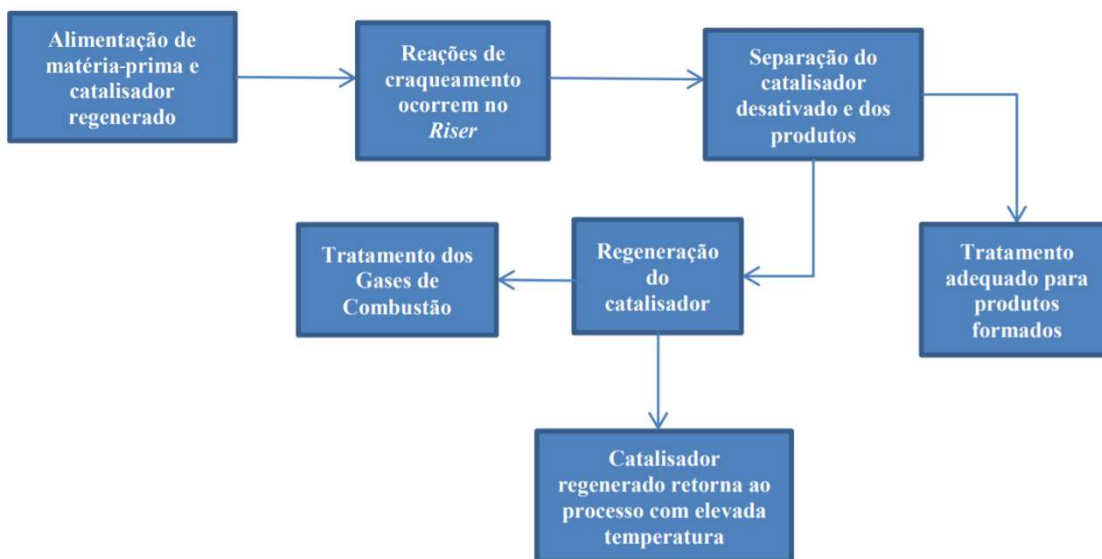 Alimentação de
matéria-prima e
catalisador
regenerado
Reações de
craqueamento
ocorrem no
Riser
Separação do
catalisador
desativado e dos
produtos
Tratamento dos
Gases de
Combustão
Regeneração
do
catalisador
Tratamento
adequado para
produtos
formados
Catalisador
regenerado retorna ao
processo com elevada
temperatura